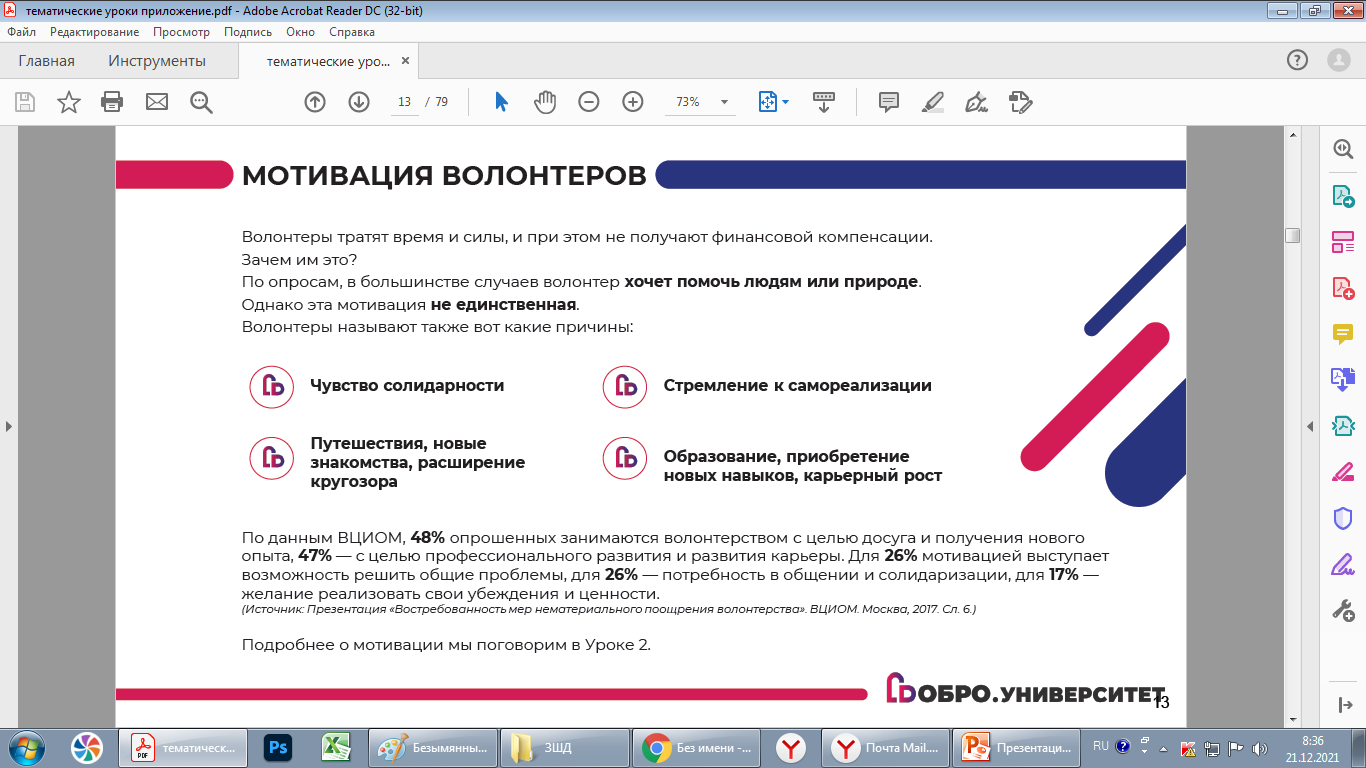 тематические уроки приложение.pdf - Adobe Acrobat Reader DC (32-bit)
Файл Редактирование Просмотр Подпись Окно Справка
Главная Инструменты тематические уро... ×
13 / 79 73%
МОТИВАЦИЯ ВОЛОНТЕРОВ
Волонтеры тратят время и силы, и при этом не получают финансовой компенсации.
Зачем им это?
По опросам, в большинстве случаев волонтер хочет помочь людям или природе.
Однако эта мотивация не единственная.
Волонтеры называют также вот какие причины:
Чувство солидарности
Стремление к самореализации
Путешествия, новые
знакомства, расширение
кругозора
Образование, приобретение
новых навыков, карьерный рост
По данным ВЦИОМ, 48% опрошенных занимаются волонтерством с целью досуга и получения нового
опыта, 47% — с целью профессионального развития и развития карьеры. Для 26% мотивацией выступает
возможность решить общие проблемы, для 26% — потребность в общении и солидаризации, для 17% —
желание реализовать свои убеждения и ценности.
(Источник: Презентация «Востребованность мер нематериального поощрения волонтерства». ВЦИОМ. Москва, 2017. Сл. 6.)
Подробнее о мотивации мы поговорим в Уроке 2.
ДОБРО.УНИВЕРСИТЕТ
13
PDF тематическ... Ps Безымянны... ЗШД Без имени -... Почта Mail.... Презентаци... RU 8:36
21.12.2021